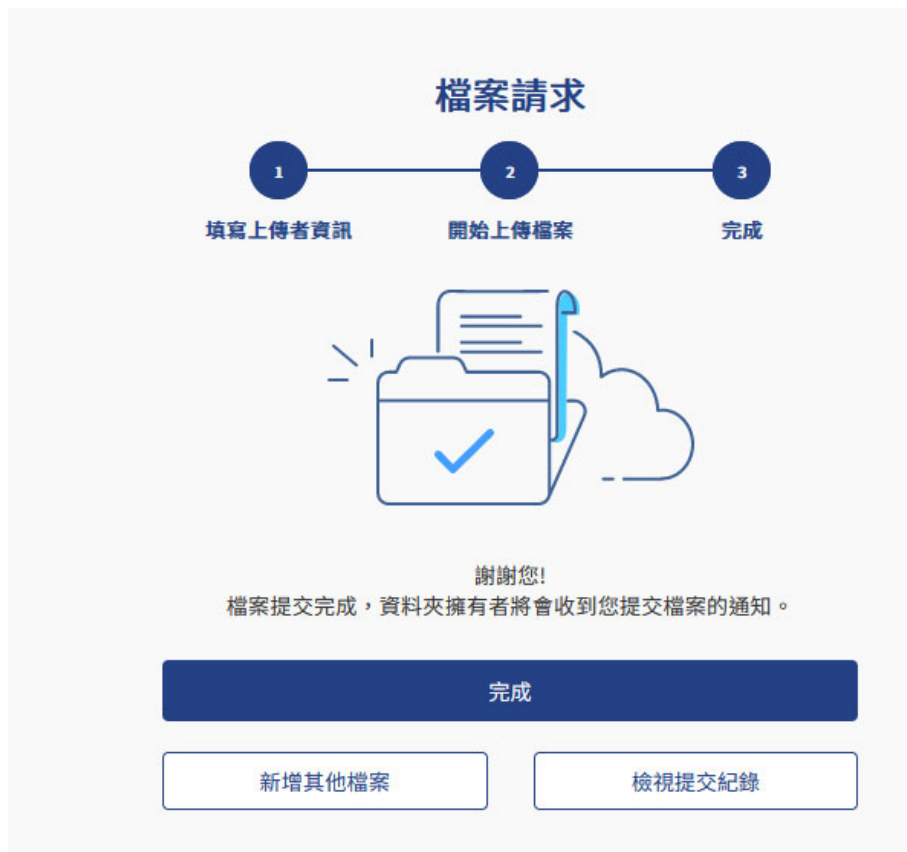 檔案請求
1
2
3
填寫上傳者資訊
開始上傳檔案
完成
謝謝您!
檔案提交完成，資料夾擁有者將會收到您提交檔案的通知。
完成
新增其他檔案
檢視提交紀錄